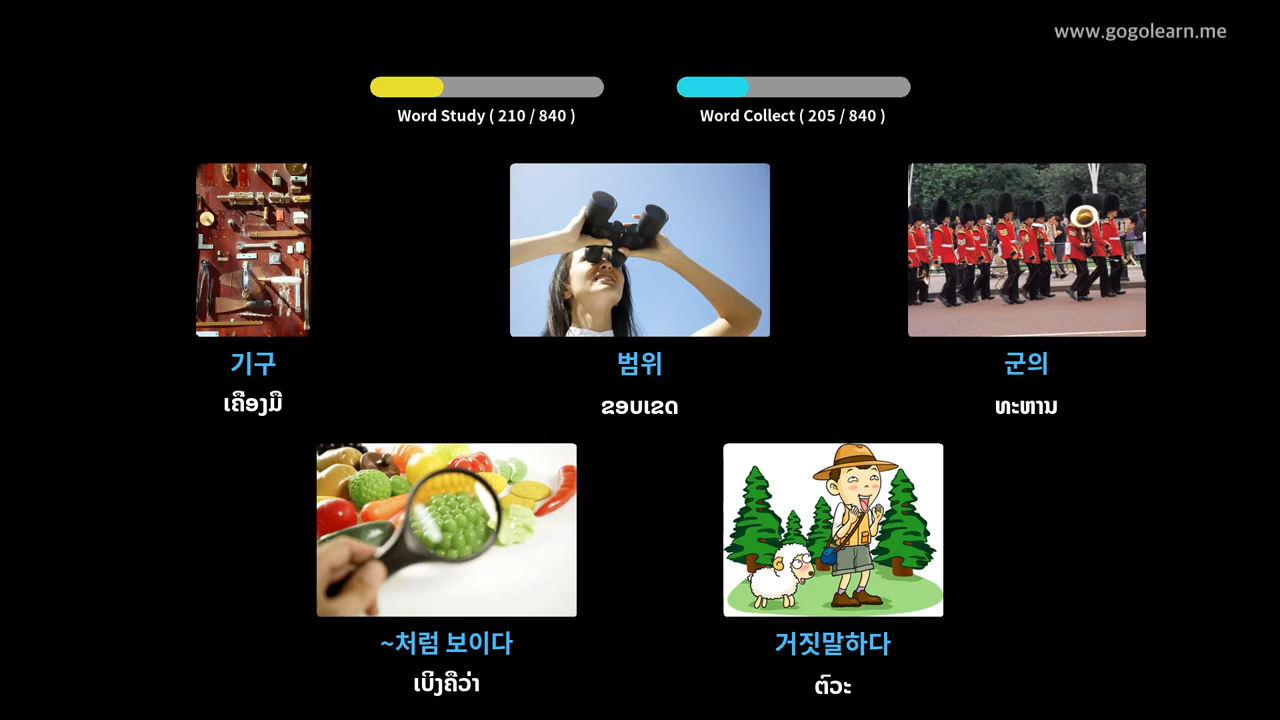 www.gogolearn.me
Word Study ( 210 / 840 )
Word Collect ( 205 / 840 )
기구
ເຄືອງມື
범위
ຂອບເຂດ
군의
ທະຫານ
~처럼 보이다
ເບິງຄືວ່າ
거짓말하다
ຕົວະ